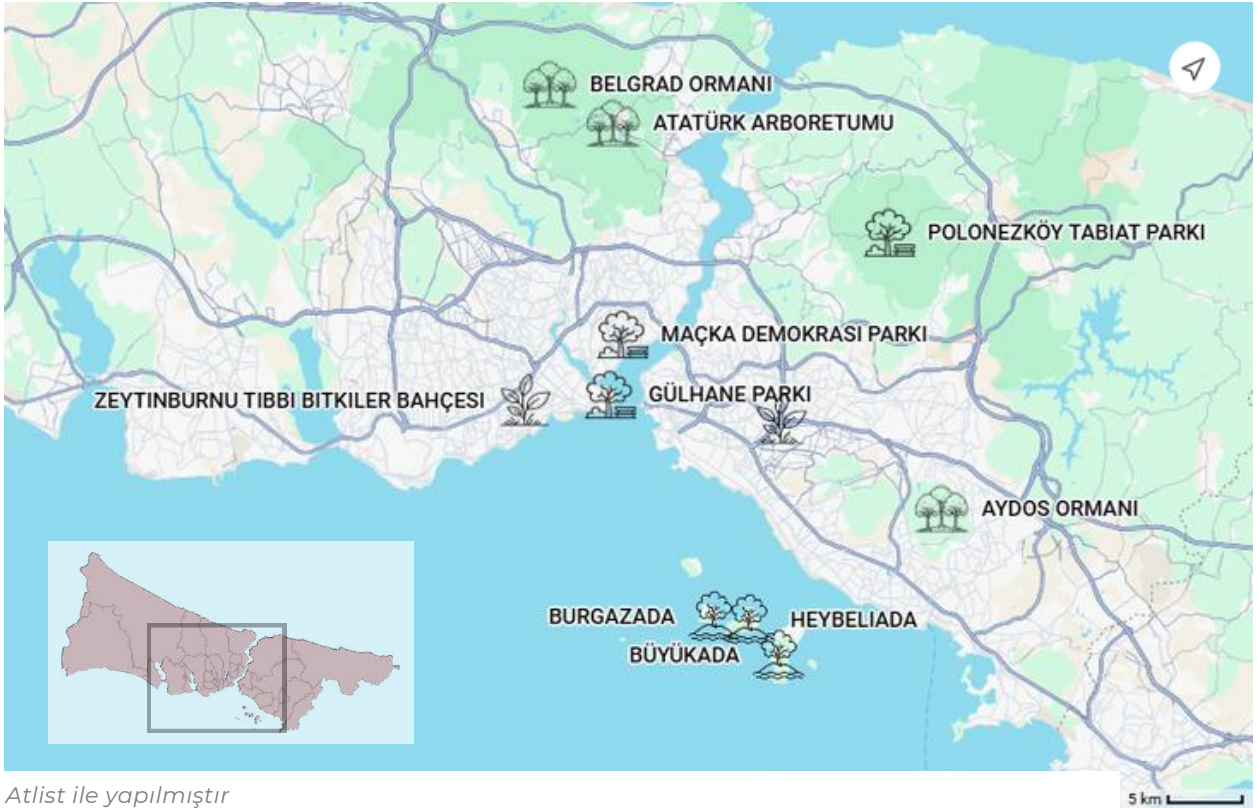 BELGRAD ORMANI
ATATÜRK ARBORETUMU
POLONEZKÖY TABIAT PARKI
MAÇKA DEMOKRASI PARKI
ZEYTINBURNU TIBBI BITKILER BAHÇESI
GÜLHANE PARKI
AYDOS ORMANI
BURGAZADA
HEYBELIADA
BÜYÜKADA
Atlist ile yapılmıştır
5 km